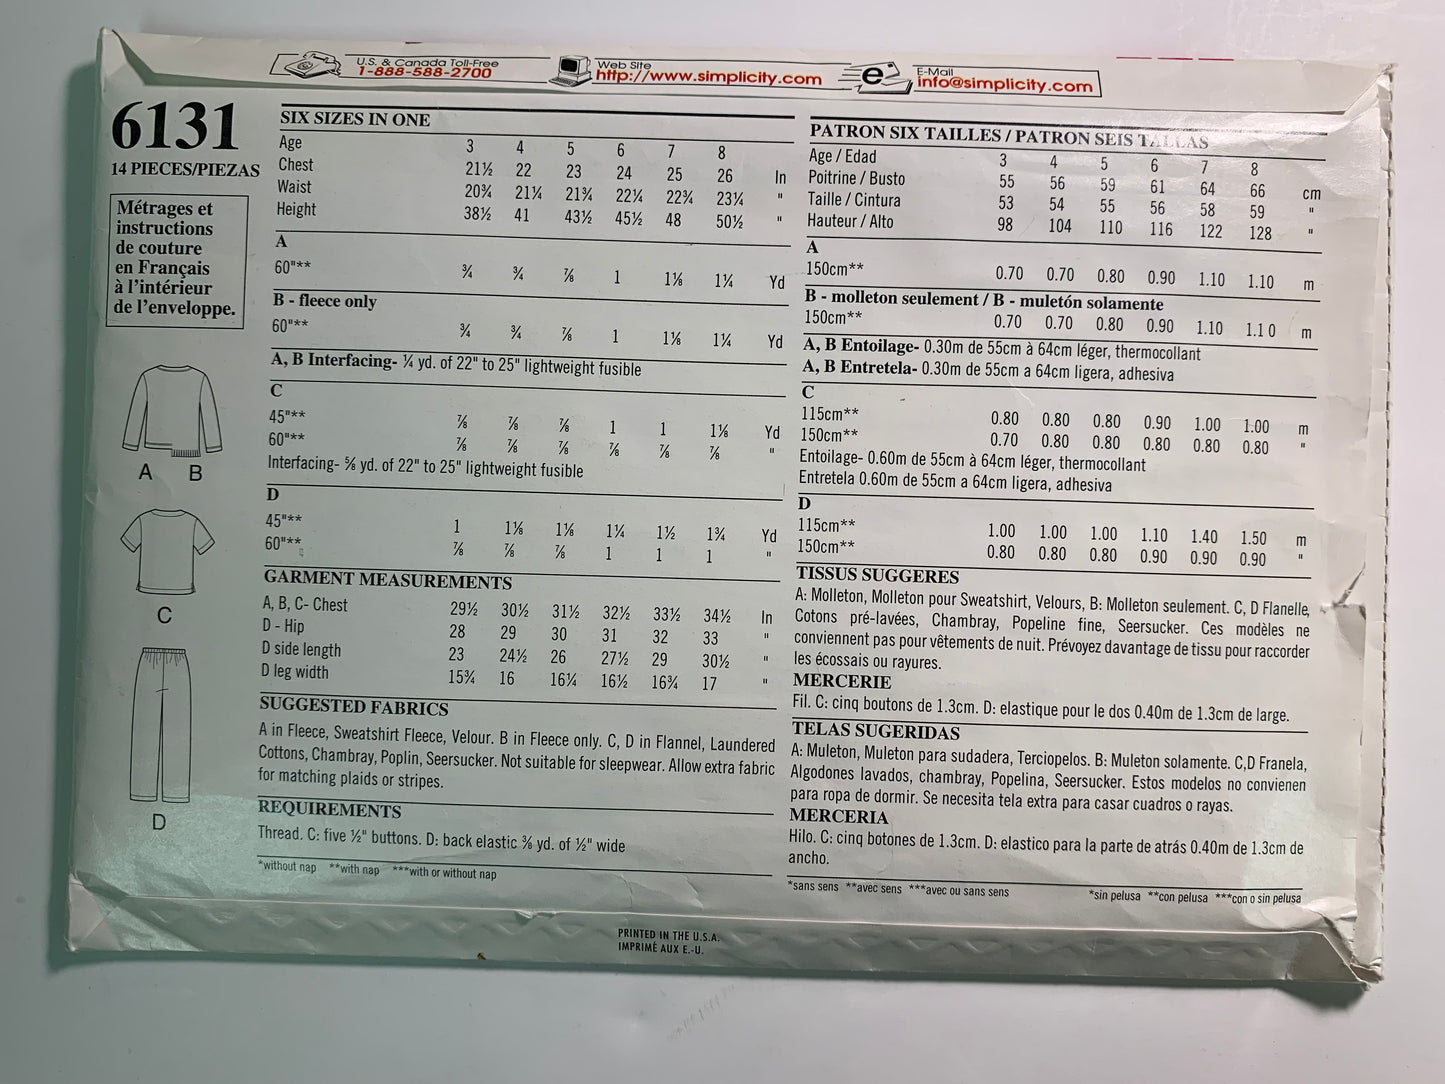 U.S. & Canada Toll-Free
1-888-588-2700
Web Site
http://www.simplicity.com
E-Mail
info@simplicity.com
6131
14 PIECES/PIEZAS
Métrages et
instructions
de couture
en Français
à l'intérieur
de l'enveloppe.
A B
C
D
SIX SIZES IN ONE
Age 3 4 5 6 7 8
Chest 21½ 22 23 24 25 26 In
Waist 20¾ 21¼ 21¾ 22¼ 22¾ 23¼ "
Height 38½ 41 43½ 45½ 48 50½ "
A
60"** ¾ ¾ ⅞ 1 1⅛ 1¼ Yd
B - fleece only
60"** ¾ ¾ ⅞ 1 1⅛ 1¼ Yd
A, B Interfacing- ¼ yd. of 22" to 25" lightweight fusible
C
45"** ⅞ ⅞ ⅞ 1 1 1⅛ Yd
60"** ⅞ ⅞ ⅞ ⅞ ⅞ ⅞ "
Interfacing- ⅝ yd. of 22" to 25" lightweight fusible
D
45"** 1 1⅛ 1⅛ 1¼ 1½ 1¾ Yd
60"** ⅞ ⅞ ⅞ 1 1 1 "
GARMENT MEASUREMENTS
A, B, C- Chest 29½ 30½ 31½ 32½ 33½ 34½ In
D - Hip 28 29 30 31 32 33 "
D side length 23 24½ 26 27½ 29 30½ "
D leg width 15¾ 16 16¼ 16½ 16¾ 17 "
SUGGESTED FABRICS
A in Fleece, Sweatshirt Fleece, Velour. B in Fleece only. C, D in Flannel, Laundered
Cottons, Chambray, Poplin, Seersucker. Not suitable for sleepwear. Allow extra fabric
for matching plaids or stripes.
REQUIREMENTS
Thread. C: five ½" buttons. D: back elastic ⅜ yd. of ½" wide
*without nap **with nap ***with or without nap
PATRON SIX TAILLES / PATRON SEIS TALLAS
Age / Edad 3 4 5 6 7 8
Poitrine / Busto 55 56 59 61 64 66 cm
Taille / Cintura 53 54 55 56 58 59 "
Hauteur / Alto 98 104 110 116 122 128 "
A
150cm** 0.70 0.70 0.80 0.90 1.10 1.10 m
B - molleton seulement / B - muletón solamente
150cm** 0.70 0.70 0.80 0.90 1.10 1.1 0 m
A, B Entoilage- 0.30m de 55cm à 64cm léger, thermocollant
A, B Entretela- 0.30m de 55cm a 64cm ligera, adhesiva
C
115cm** 0.80 0.80 0.80 0.90 1.00 1.00 m
150cm** 0.70 0.80 0.80 0.80 0.80 0.80 "
Entoilage- 0.60m de 55cm à 64cm léger, thermocollant
Entretela 0.60m de 55cm a 64cm ligera, adhesiva
D
115cm** 1.00 1.00 1.00 1.10 1.40 1.50 m
150cm** 0.80 0.80 0.80 0.90 0.90 0.90 "
TISSUS SUGGERES
A: Molleton, Molleton pour Sweatshirt, Velours, B: Molleton seulement. C, D Flanelle,
Cotons pré-lavées, Chambray, Popeline fine, Seersucker. Ces modèles ne
conviennent pas pour vêtements de nuit. Prévoyez davantage de tissu pour raccorder
les écossais ou rayures.
MERCERIE
Fil. C: cinq boutons de 1.3cm. D: elastique pour le dos 0.40m de 1.3cm de large.
TELAS SUGERIDAS
A: Muleton, Muleton para sudadera, Terciopelos. B: Muleton solamente. C,D Franela,
Algodones lavados, chambray, Popelina, Seersucker. Estos modelos no convienen
para ropa de dormir. Se necesita tela extra para casar cuadros o rayas.
MERCERIA
Hilo. C: cinq botones de 1.3cm. D: elastico para la parte de atrás 0.40m de 1.3cm de
ancho.
*sans sens **avec sens ***avec ou sans sens *sin pelusa **con pelusa ***con o sin pelusa
PRINTED IN THE U.S.A.
IMPRIMÉ AUX E.-U.